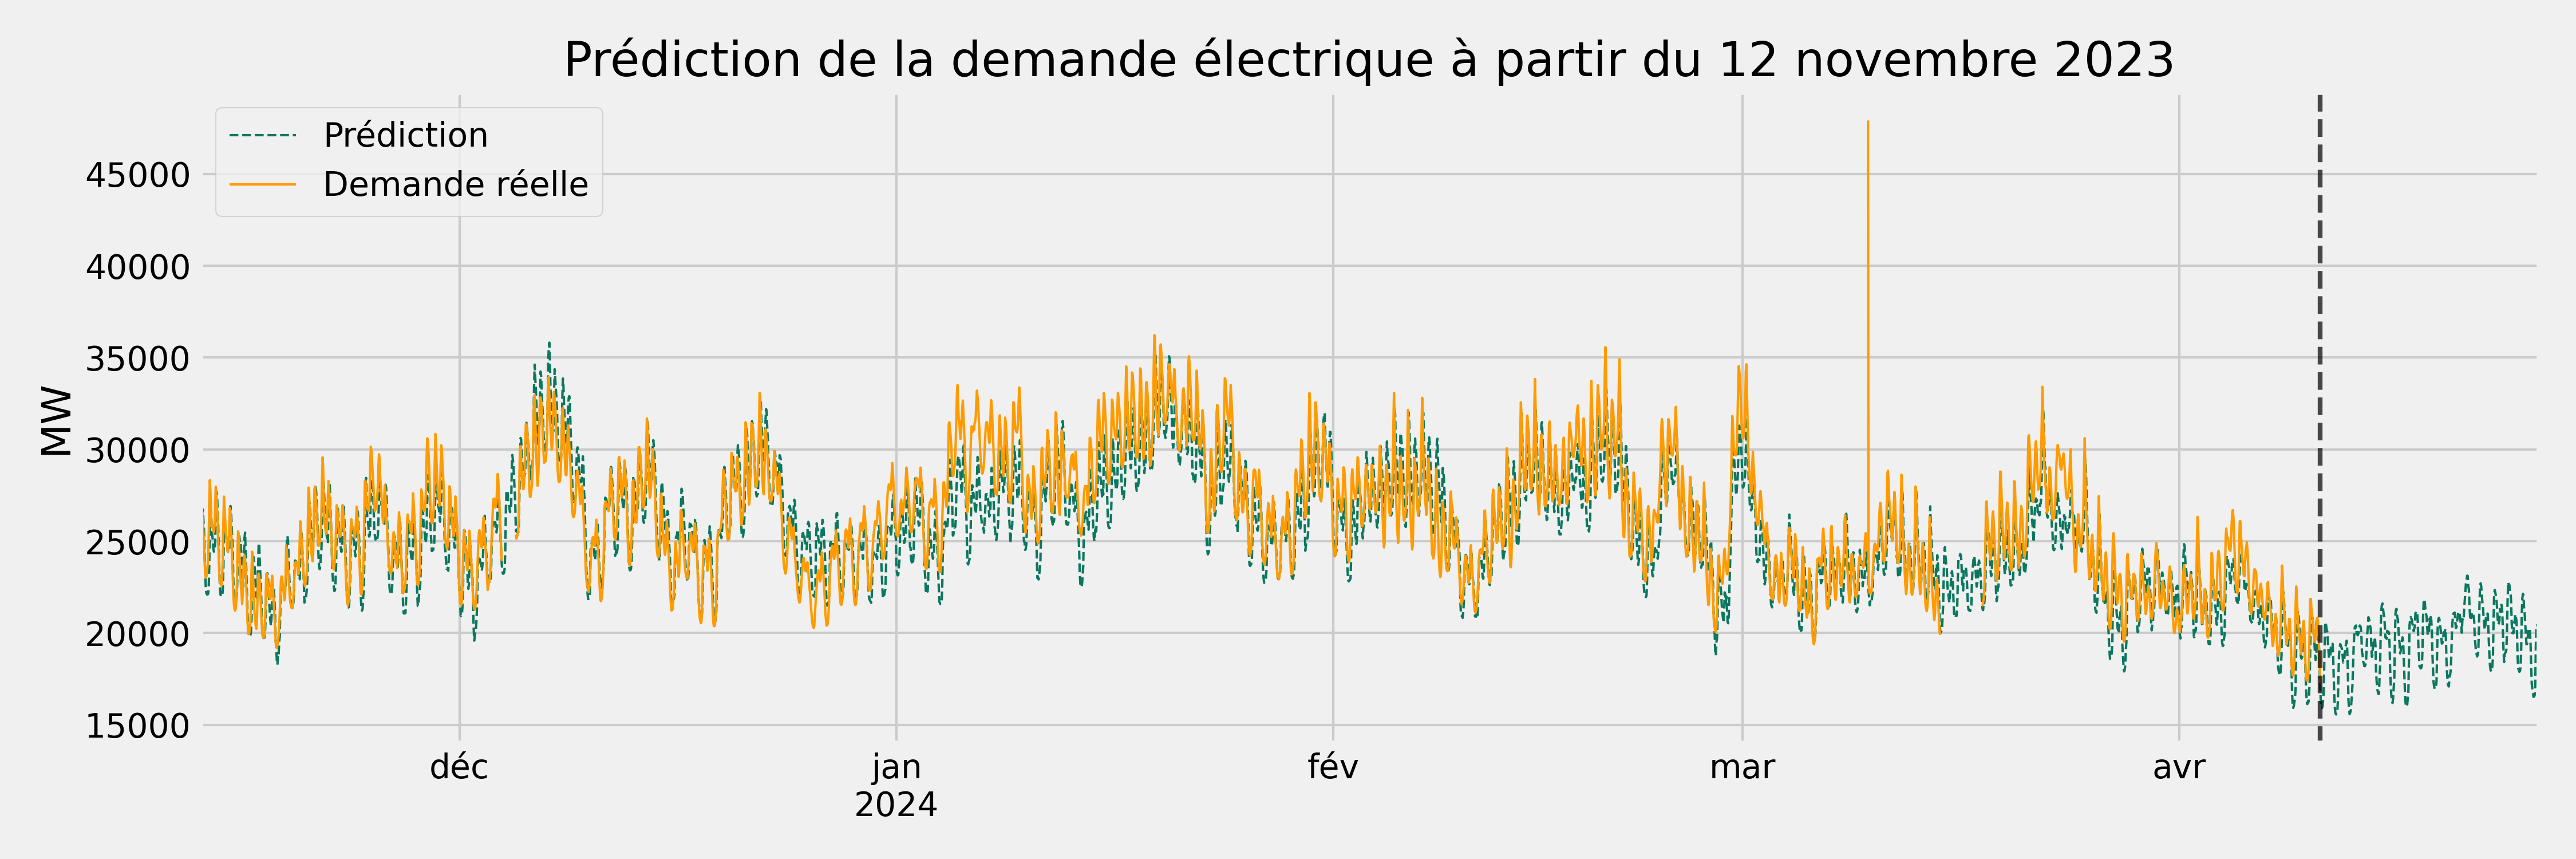 Prédiction de la demande électrique à partir du 12 novembre 2023
Prédiction
Demande réelle
45000
40000
35000
30000
25000
20000
15000
MW
déc
jan
2024
fév
mar
avr